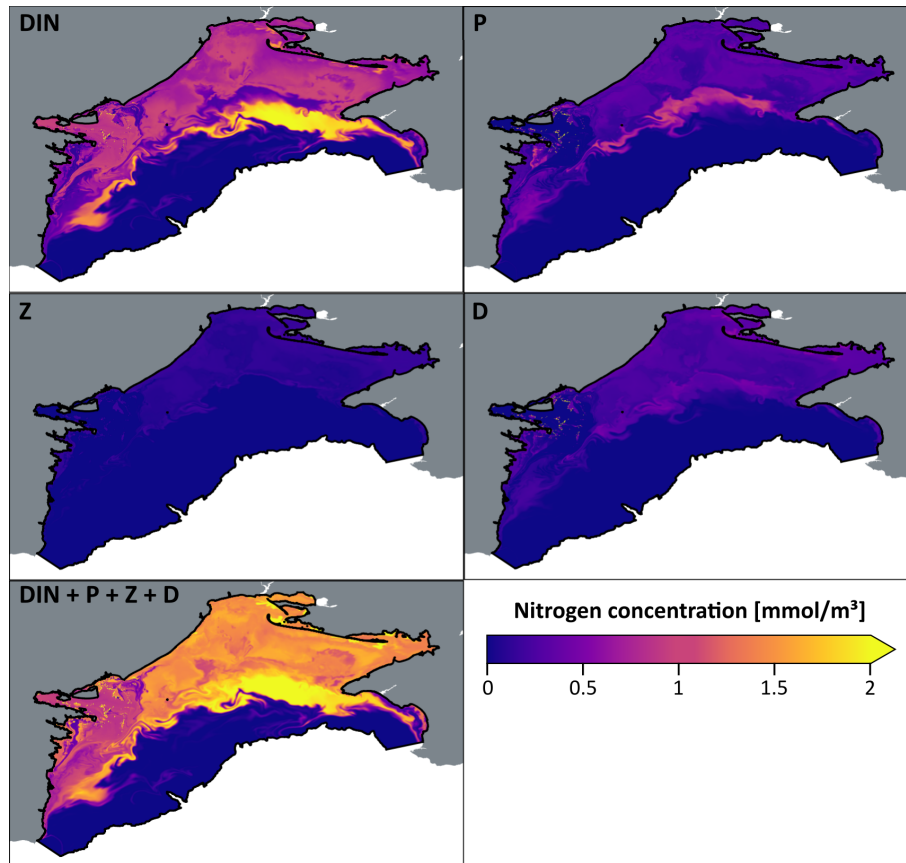 DIN
P
Z
D
DIN + P + Z + D
Nitrogen concentration [mmol/m³]
0 0.5 1 1.5 2